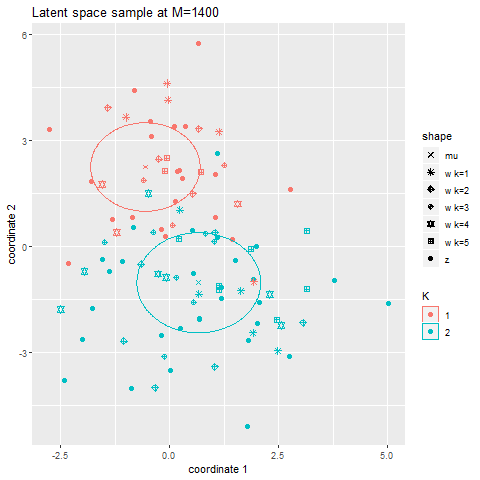 Latent space sample at M=1400
6
3
0
-3
coordinate 2
-2.5
0.0
2.5
5.0
coordinate 1
shape
mu
w k=1
w k=2
w k=3
w k=4
w k=5
z
K
1
2